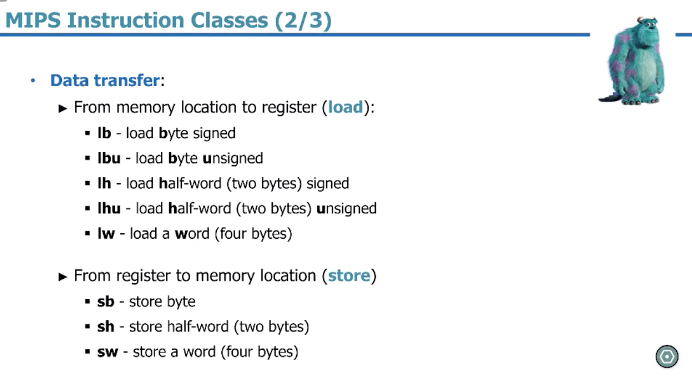 MIPS Instruction Classes (2/3)
• Data transfer:
► From memory location to register (load):
▪ lb - load byte signed
▪ lbu - load byte unsigned
▪ lh - load half-word (two bytes) signed
▪ lhu - load half-word (two bytes) unsigned
▪ lw - load a word (four bytes)
► From register to memory location (store)
▪ sb - store byte
▪ sh - store half-word (two bytes)
▪ sw - store a word (four bytes)